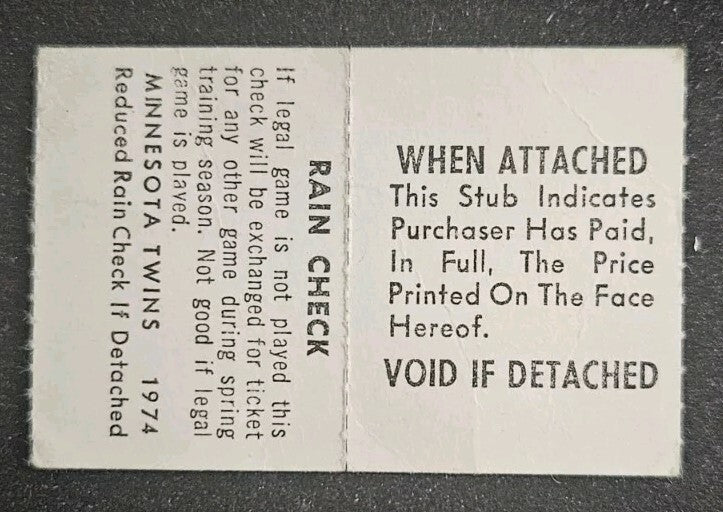 RAIN CHECK
If legal game is not played this
check will be exchanged for ticket
for any other game during spring
training season. Not good if legal
game is played.
MINNESOTA TWINS 1974
Reduced Rain Check If Detached
WHEN ATTACHED
This Stub Indicates
Purchaser Has Paid,
In Full, The Price
Printed On The Face
Hereof.
VOID IF DETACHED